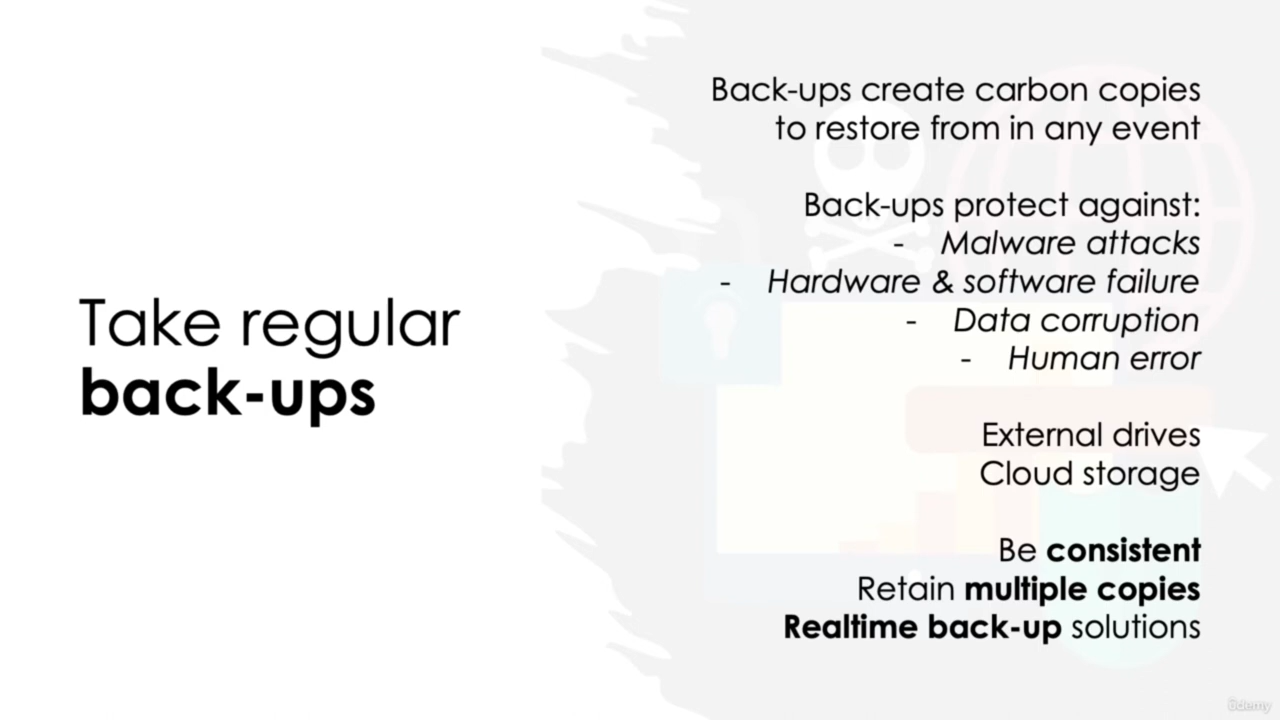 Take regular
back-ups
Back-ups create carbon copies
to restore from in any event
Back-ups protect against:
- Malware attacks
- Hardware & software failure
- Data corruption
- Human error
External drives
Cloud storage
Be consistent
Retain multiple copies
Realtime back-up solutions
ûdemy